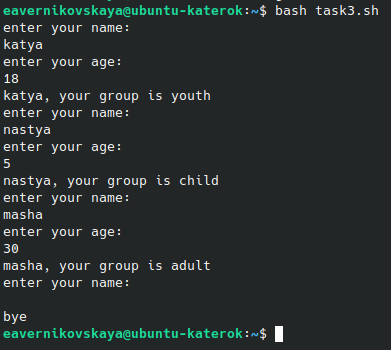 eavernikovskaya@ubuntu-katerok:~$ bash task3.sh
enter your name:
katya
enter your age:
18
katya, your group is youth
enter your name:
nastya
enter your age:
5
nastya, your group is child
enter your name:
masha
enter your age:
30
masha, your group is adult
enter your name:
bye
eavernikovskaya@ubuntu-katerok:~$